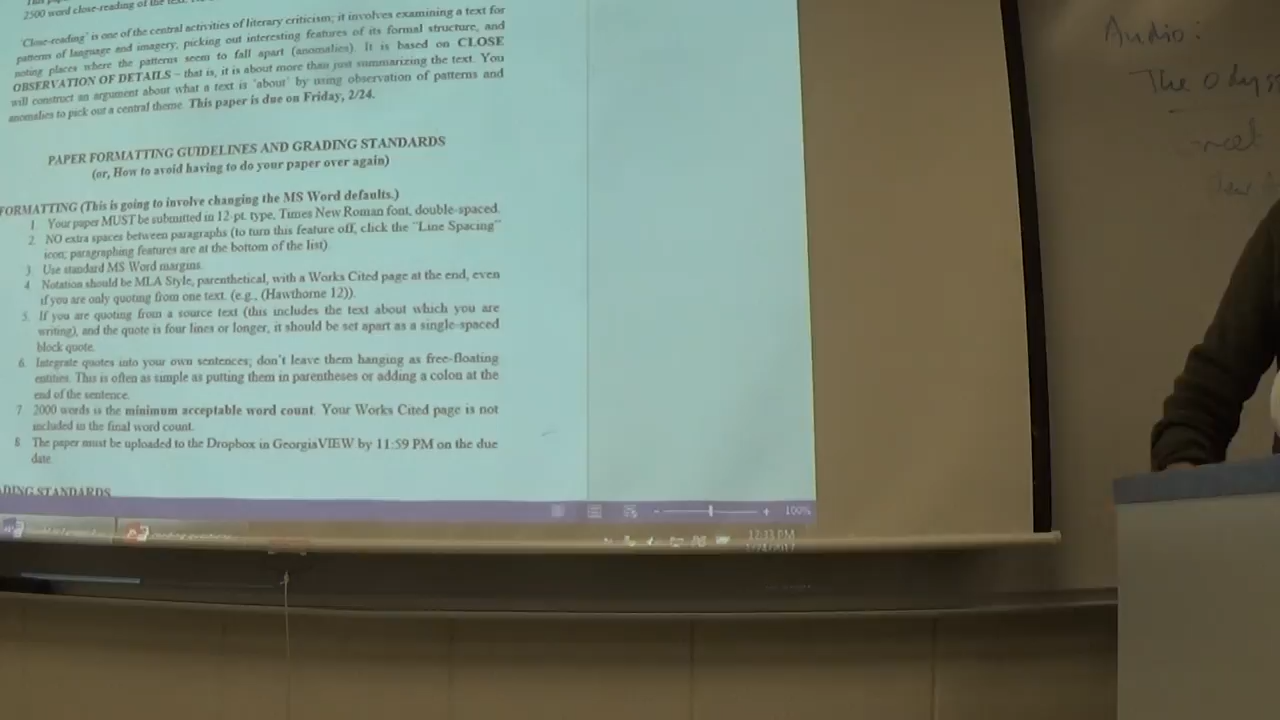 2500 word close-reading of the text.
'Close-reading' is one of the central activities of literary criticism; it involves examining a text for
patterns of language and imagery, picking out interesting features of its formal structure, and
noting places where the patterns seem to fall apart (anomalies). It is based on CLOSE
OBSERVATION OF DETAILS – that is, it is about more than just summarizing the text. You
will construct an argument about what a text is 'about' by using observation of patterns and
anomalies to pick out a central theme. This paper is due on Friday, 2/24.
PAPER FORMATTING GUIDELINES AND GRADING STANDARDS
(or, How to avoid having to do your paper over again)
FORMATTING (This is going to involve changing the MS Word defaults.)
1. Your paper MUST be submitted in 12-pt. type, Times New Roman font, double-spaced.
2. NO extra spaces between paragraphs (to turn this feature off, click the "Line Spacing"
icon; paragraphing features are at the bottom of the list).
3. Use standard MS Word margins.
4. Notation should be MLA Style, parenthetical, with a Works Cited page at the end, even
if you are only quoting from one text. (e.g., (Hawthorne 12)).
5. If you are quoting from a source text (this includes the text about which you are
writing), and the quote is four lines or longer, it should be set apart as a single-spaced
block quote.
6. Integrate quotes into your own sentences; don't leave them hanging as free-floating
entities. This is often as simple as putting them in parentheses or adding a colon at the
end of the sentence.
7. 2000 words is the minimum acceptable word count. Your Works Cited page is not
included in the final word count.
8. The paper must be uploaded to the Dropbox in GeorgiaVIEW by 11:59 PM on the due
date.
DING STANDARDS
100%
12:33 PM
Audio:
The Odys